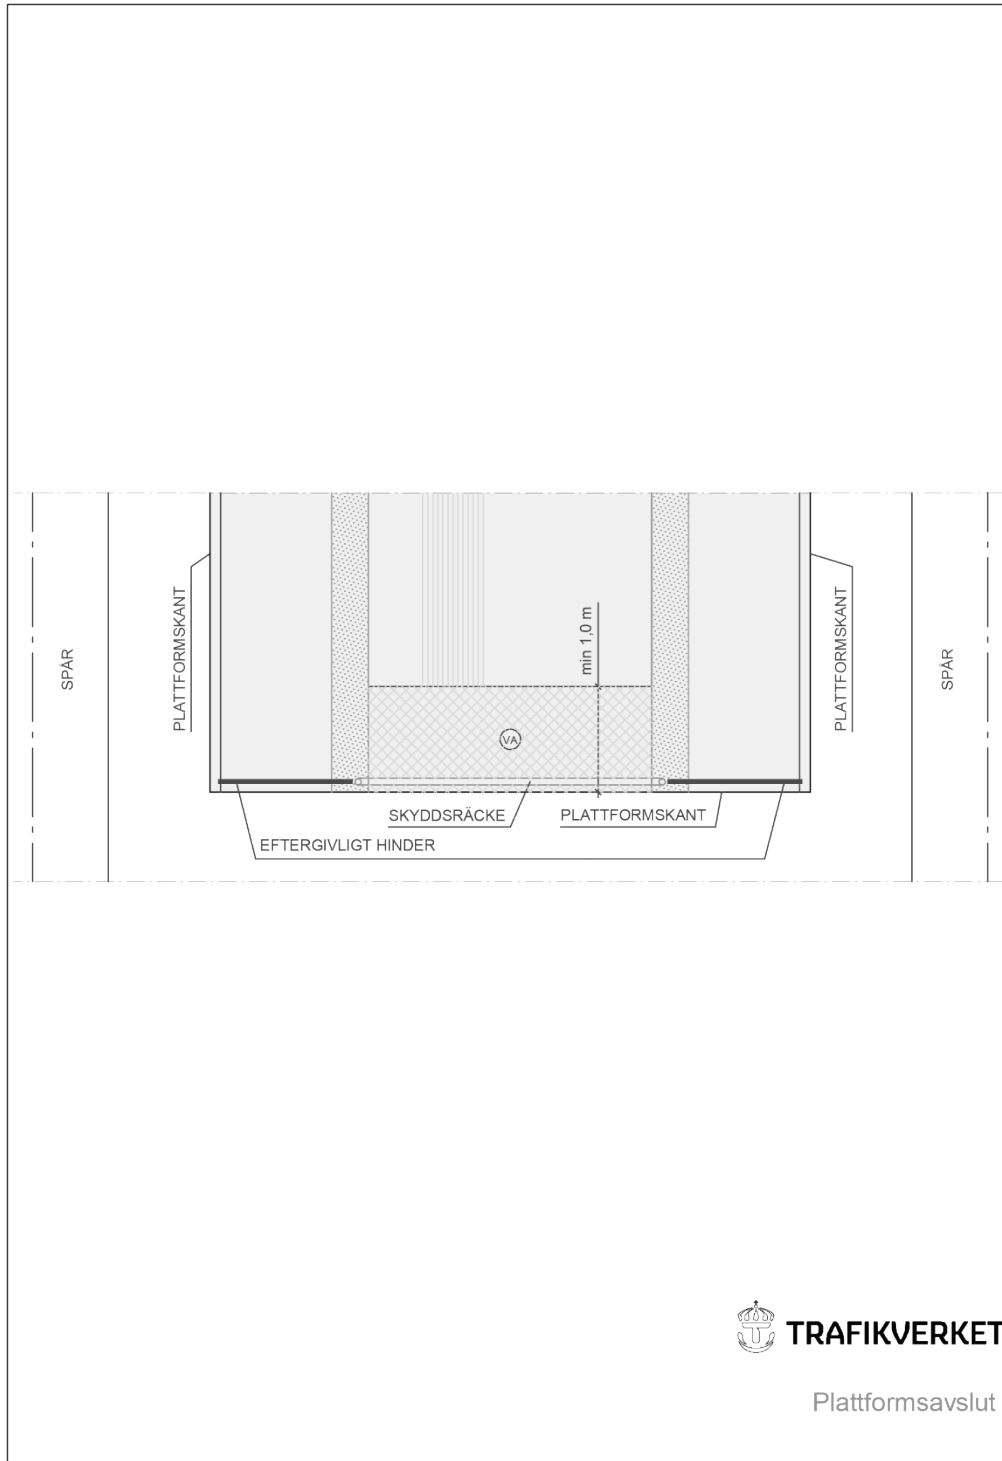 SPÅR
PLATTFORMSKANT
min 1,0 m
PLATTFORMSKANT
SPÅR
VA
SKYDDSRÄCKE
PLATTFORMSKANT
EFTERGIVLIGT HINDER
TRAFIKVERKET
Plattformsavslut